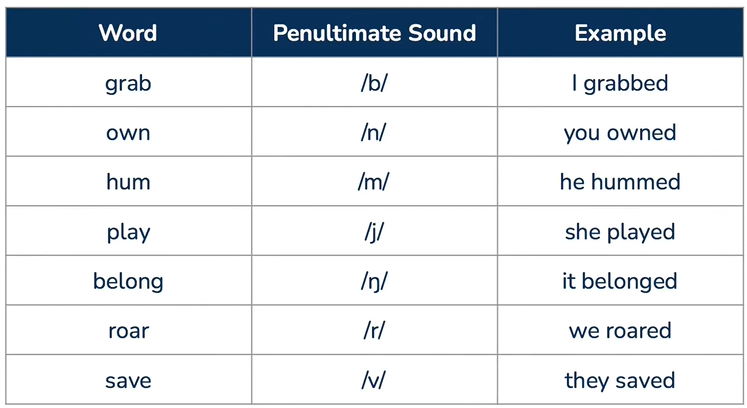 Word Penultimate Sound Example
grab /b/ I grabbed
own /n/ you owned
hum /m/ he hummed
play /j/ she played
belong /ŋ/ it belonged
roar /r/ we roared
save /v/ they saved